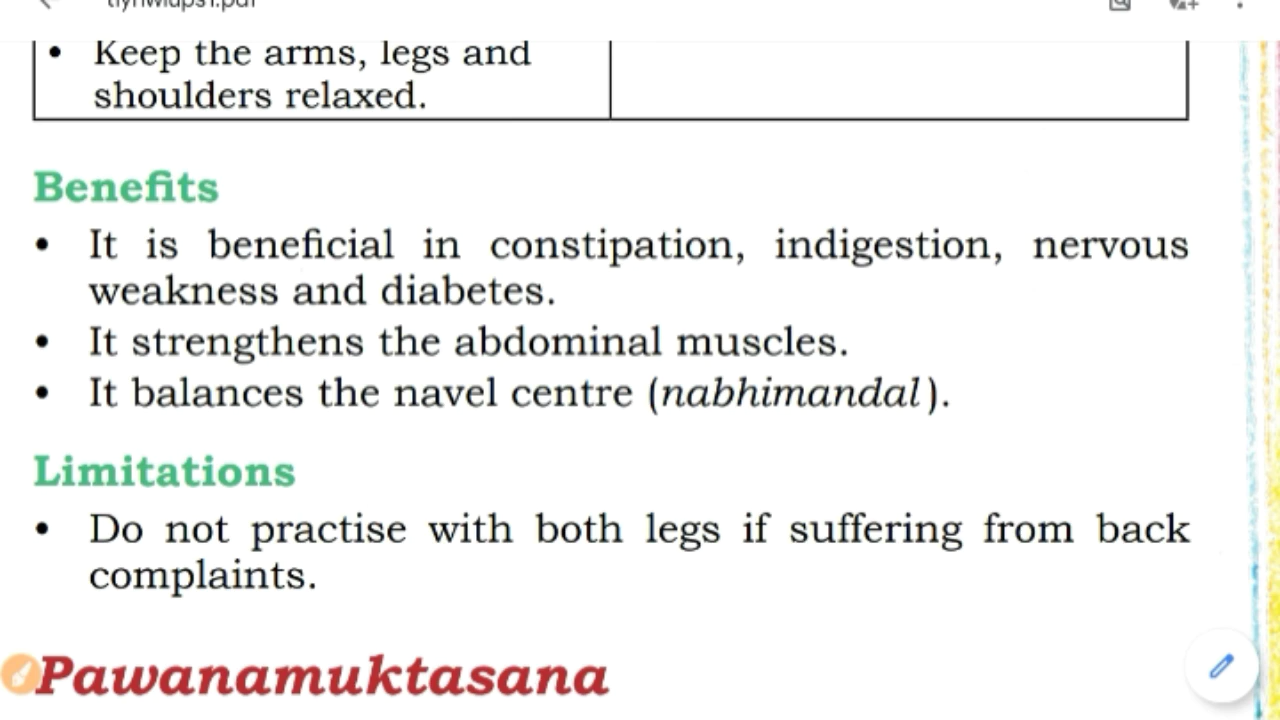 • Keep the arms, legs and
shoulders relaxed.
Benefits
• It is beneficial in constipation, indigestion, nervous
weakness and diabetes.
• It strengthens the abdominal muscles.
• It balances the navel centre (nabhimandal).
Limitations
• Do not practise with both legs if suffering from back
complaints.
Pawanamuktasana